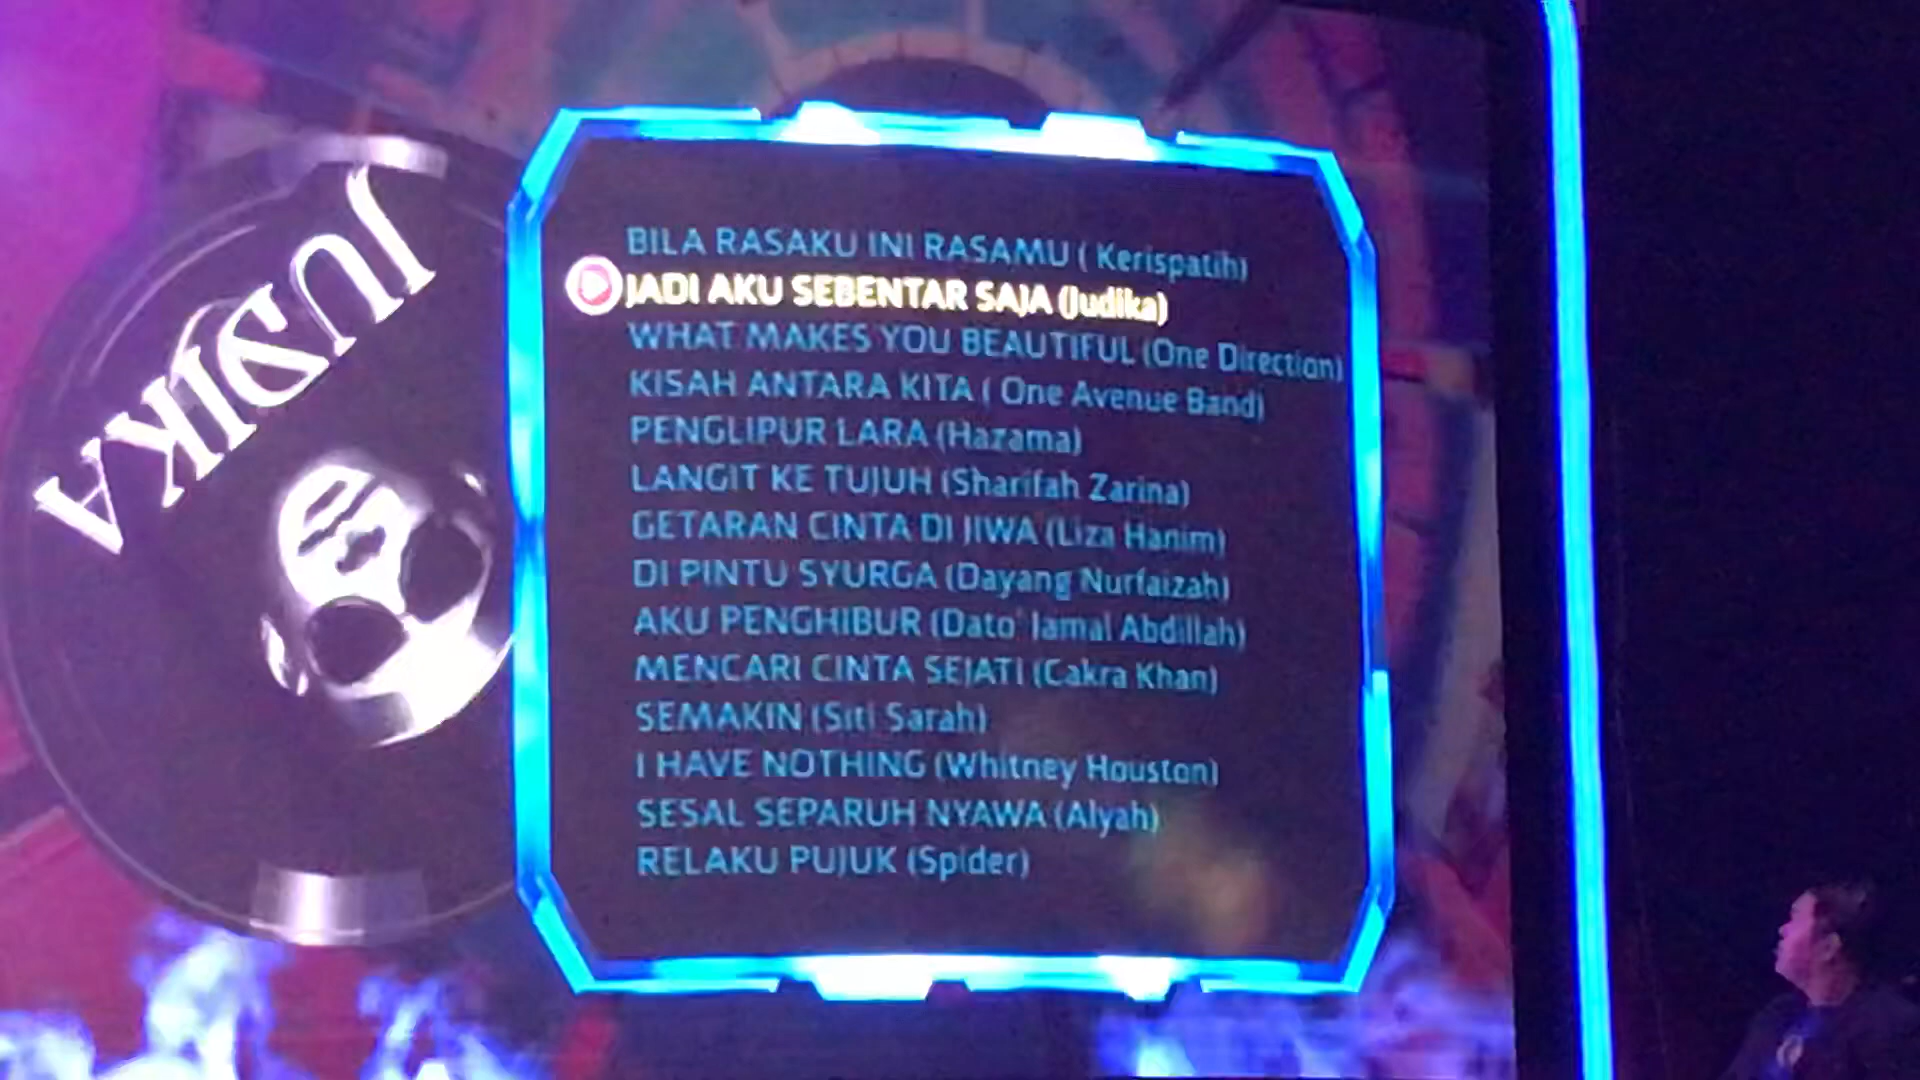 JUDIKA
BILA RASAKU INI RASAMU ( Kerispatih)
JADI AKU SEBENTAR SAJA (Judika)
WHAT MAKES YOU BEAUTIFUL (One Direction)
KISAH ANTARA KITA ( One Avenue Band)
PENGLIPUR LARA (Hazama)
LANGIT KE TUJUH (Sharifah Zarina)
GETARAN CINTA DI JIWA (Liza Hanim)
DI PINTU SYURGA (Dayang Nurfaizah)
AKU PENGHIBUR (Dato' Jamal Abdillah)
MENCARI CINTA SEJATI (Cakra Khan)
SEMAKIN (Siti Sarah)
I HAVE NOTHING (Whitney Houston)
SESAL SEPARUH NYAWA (Alyah)
RELAKU PUJUK (Spider)